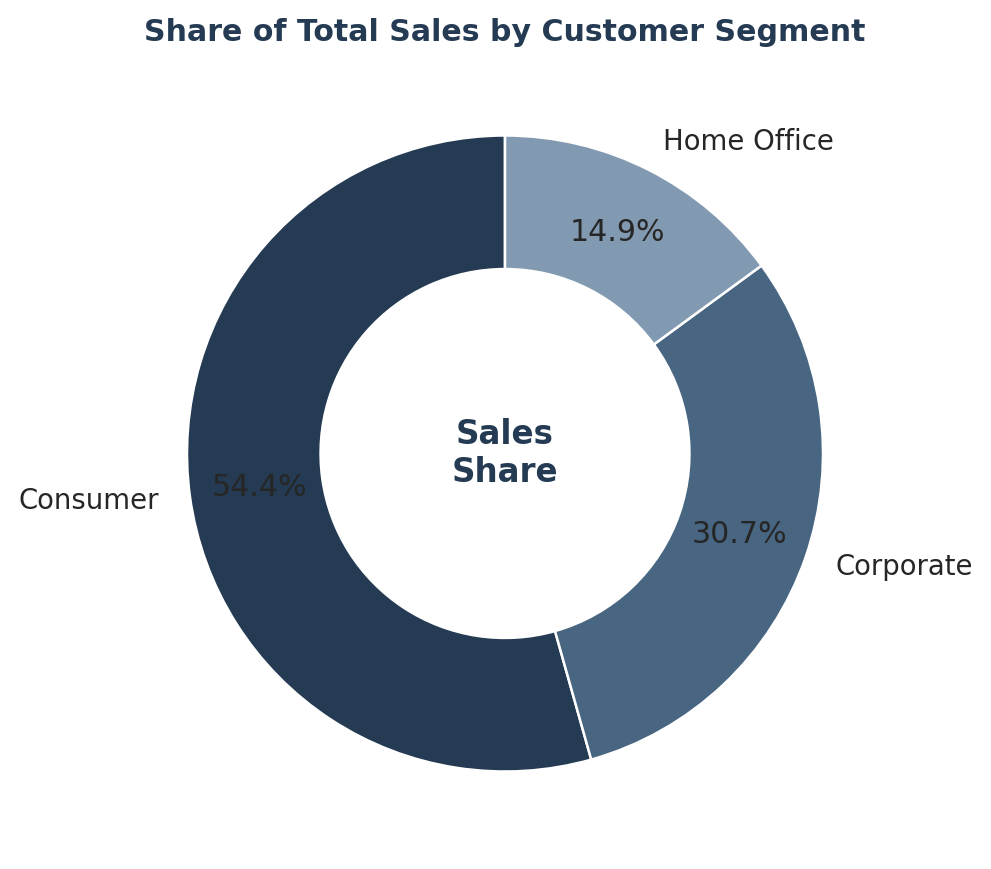 Share of Total Sales by Customer Segment
Home Office
14.9%
Sales
Share
54.4%
Consumer
30.7%
Corporate